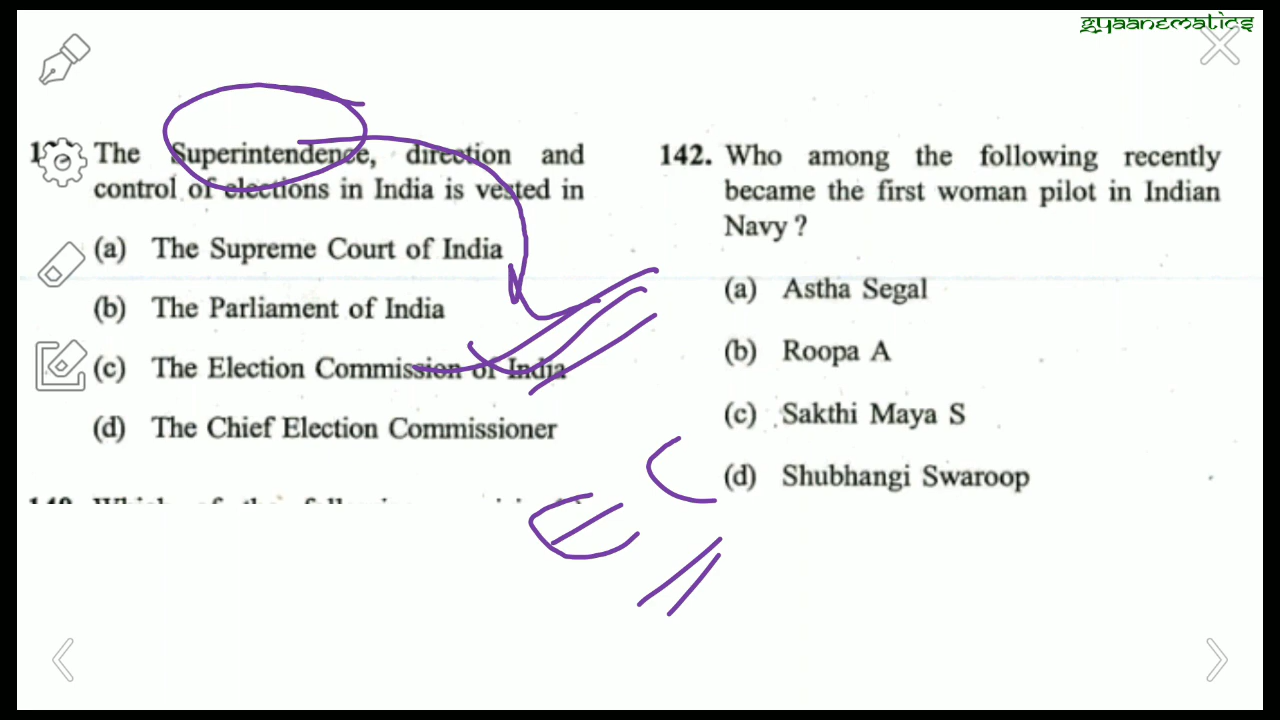 gyaanematics
The Superintendence, direction and
control of elections in India is vested in
(a) The Supreme Court of India
(b) The Parliament of India
(c) The Election Commission of India
(d) The Chief Election Commissioner
142. Who among the following recently
became the first woman pilot in Indian
Navy ?
(a) Astha Segal
(b) Roopa A
(c) Sakthi Maya S
(d) Shubhangi Swaroop